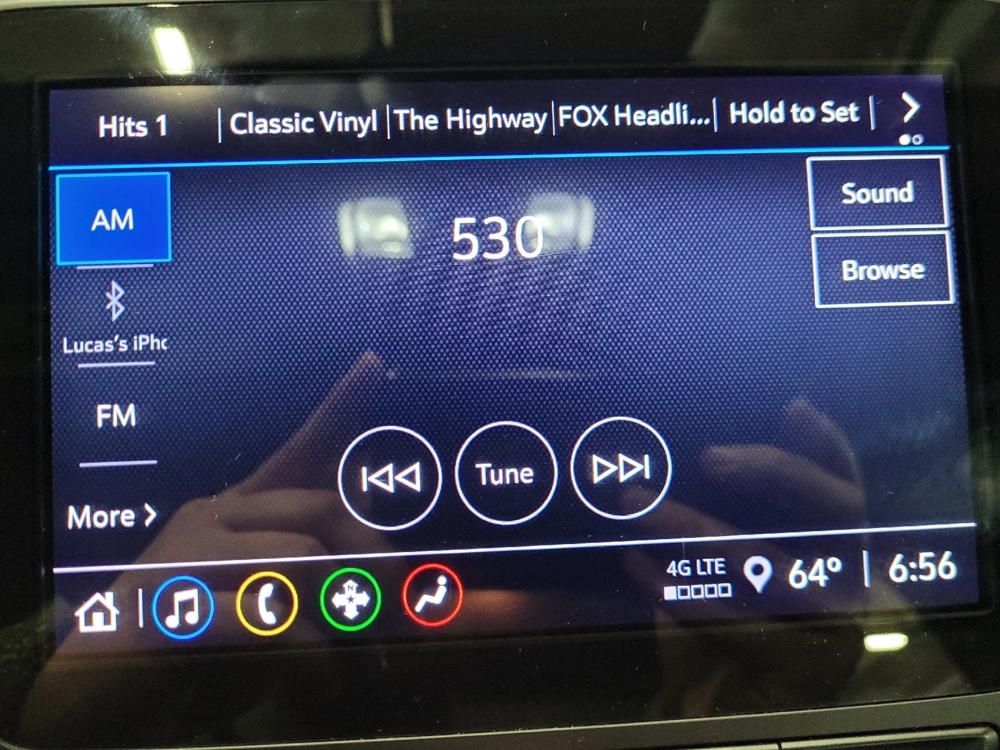 Hits 1 Classic Vinyl The Highway FOX Headli... Hold to Set
AM
530
Sound
Browse
Lucas's iPho
FM
Tune
More
N
4G LTE 64° 6:56